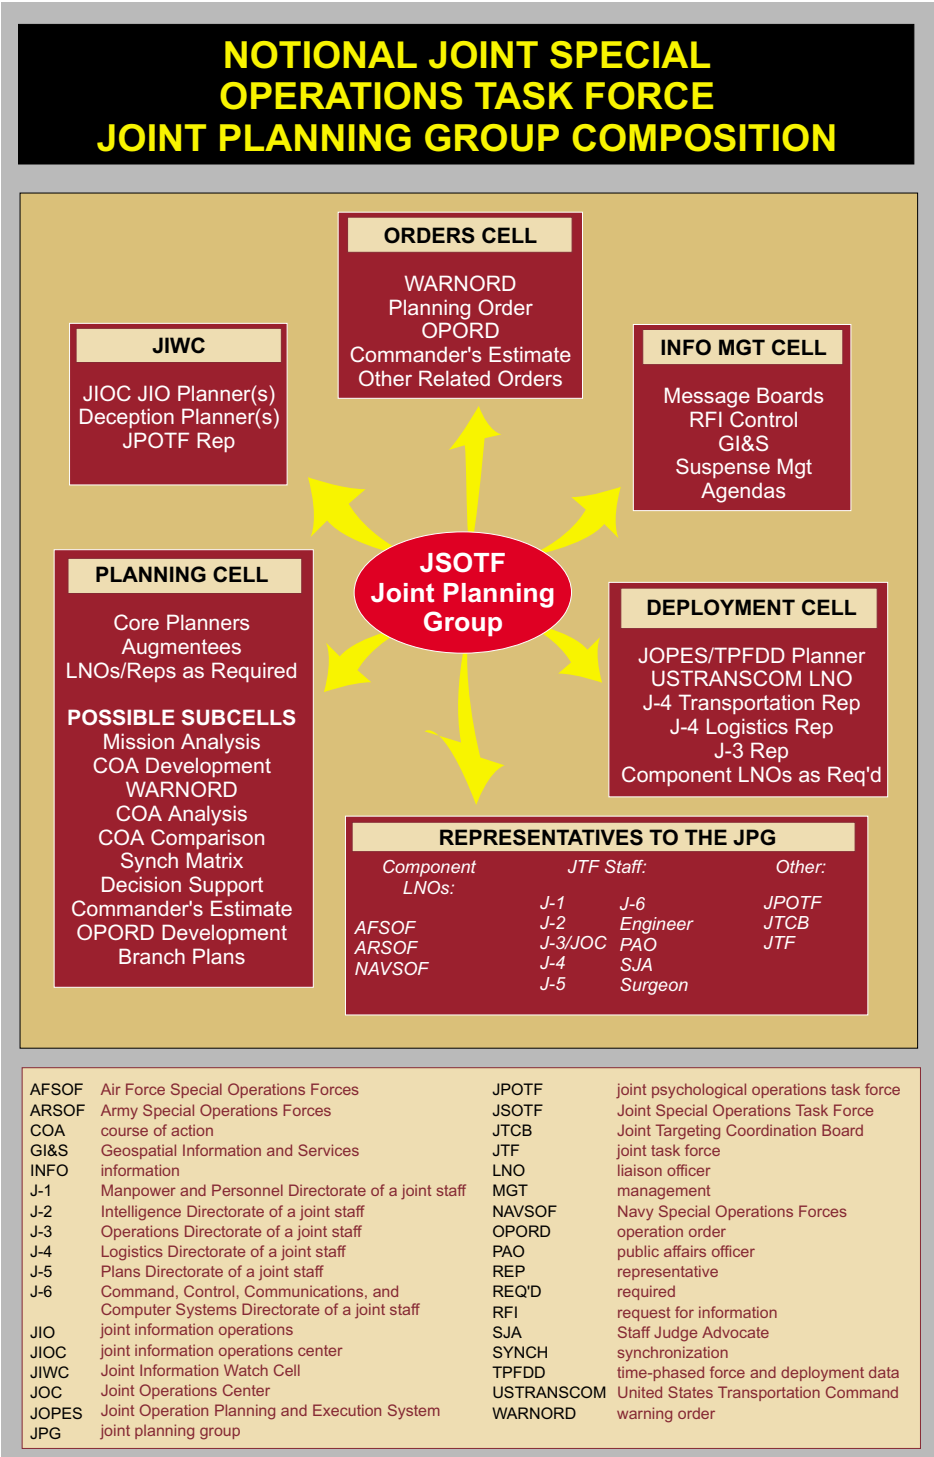 NOTIONAL JOINT SPECIAL
OPERATIONS TASK FORCE
JOINT PLANNING GROUP COMPOSITION
ORDERS CELL
WARNORD
Planning Order
OPORD
Commander's Estimate
Other Related Orders
JIWC
JIOC JIO Planner(s)
Deception Planner(s)
JPOTF Rep
INFO MGT CELL
Message Boards
RFI Control
GI&S
Suspense Mgt
Agendas
JSOTF
Joint Planning
Group
PLANNING CELL
Core Planners
Augmentees
LNOs/Reps as Required
POSSIBLE SUBCELLS
Mission Analysis
COA Development
WARNORD
COA Analysis
COA Comparison
Synch Matrix
Decision Support
Commander's Estimate
OPORD Development
Branch Plans
DEPLOYMENT CELL
JOPES/TPFDD Planner
USTRANSCOM LNO
J-4 Transportation Rep
J-4 Logistics Rep
J-3 Rep
Component LNOs as Req'd
REPRESENTATIVES TO THE JPG
Component
LNOs:
AFSOF
ARSOF
NAVSOF
JTF Staff:
J-1
J-2
J-3/JOC
J-4
J-5
J-6
Engineer
PAO
SJA
Surgeon
Other:
JPOTF
JTCB
JTF
AFSOF Air Force Special Operations Forces
ARSOF Army Special Operations Forces
COA course of action
GI&S Geospatial Information and Services
INFO information
J-1 Manpower and Personnel Directorate of a joint staff
J-2 Intelligence Directorate of a joint staff
J-3 Operations Directorate of a joint staff
J-4 Logistics Directorate of a joint staff
J-5 Plans Directorate of a joint staff
J-6 Command, Control, Communications, and
Computer Systems Directorate of a joint staff
JIO joint information operations
JIOC joint information operations center
JIWC Joint Information Watch Cell
JOC Joint Operations Center
JOPES Joint Operation Planning and Execution System
JPG joint planning group
JPOTF joint psychological operations task force
JSOTF Joint Special Operations Task Force
JTCB Joint Targeting Coordination Board
JTF joint task force
LNO liaison officer
MGT management
NAVSOF Navy Special Operations Forces
OPORD operation order
PAO public affairs officer
REP representative
REQ'D required
RFI request for information
SJA Staff Judge Advocate
SYNCH synchronization
TPFDD time-phased force and deployment data
USTRANSCOM United States Transportation Command
WARNORD warning order